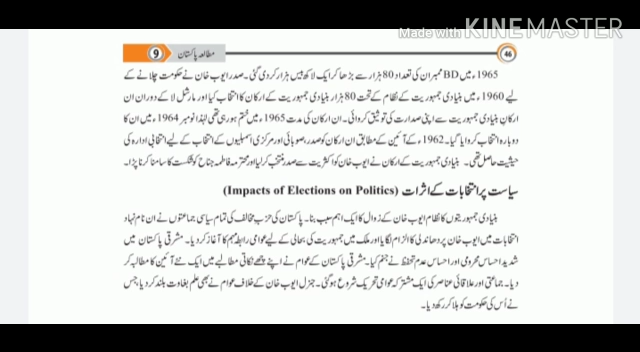 Made with KINEMASTER
46 مطالعہ پاکستان 9
1965ء میں BD ممبران کی تعداد 80 ہزار سے بڑھا کر ایک لاکھ بیس ہزار کر دی گئی۔ صدر ایوب خان نے حکومت چلانے کے
لیے 1960ء میں بنیادی جمہوریت کے نظام کے تحت 80 ہزار بنیادی جمہوریت کے ارکان کا انتخاب کیا اور مارشل لا کے دوران ان
ارکانِ بنیادی جمہوریت سے اپنی صدارت کی توثیق کروائی۔ ان ارکان کی مدت 1965ء میں ختم ہو رہی تھی لہٰذا نومبر 1964ء میں ان کا
دوبارہ انتخاب کروایا گیا۔ 1962ء کے آئین کے مطابق ان ارکان کو صدر، صوبائی اور مرکزی اسمبلیوں کے انتخاب کے لیے انتخابی ادارہ کی
حیثیت حاصل تھی۔ بنیادی جمہوریت کے ارکان نے ایوب خان کو اکثریت سے صدر منتخب کر لیا اور محترمہ فاطمہ جناح کو شکست کا سامنا کرنا پڑا۔
سیاست پر انتخابات کے اثرات (Impacts of Elections on Politics)
بنیادی جمہوریتوں کا نظام ایوب خان کے زوال کا ایک اہم سبب بنا۔ پاکستان کی حزب مخالف کی تمام سیاسی جماعتوں نے ان نام نہاد
انتخابات میں ایوب خان پر دھاندلی کا الزام لگایا اور ملک میں جمہوریت کی بحالی کے لیے عوامی رابطہ مہم کا آغاز کر دیا۔ مشرقی پاکستان میں
شدید احساس محرومی اور احساس عدم تحفظ نے جنم لیا۔ مشرقی پاکستان کے عوام نے اپنے چھے نکاتی مطالبے میں ایک نئے آئین کا مطالبہ کر
دیا۔ جماعتی اور علاقائی عناصر کی ایک مشترکہ عوامی تحریک شروع ہو گئی۔ جنرل ایوب خان کے خلاف عوام نے بھی علم بغاوت بلند کر دیا، جس
نے اُس کی حکومت کو ہلا کر رکھ دیا۔